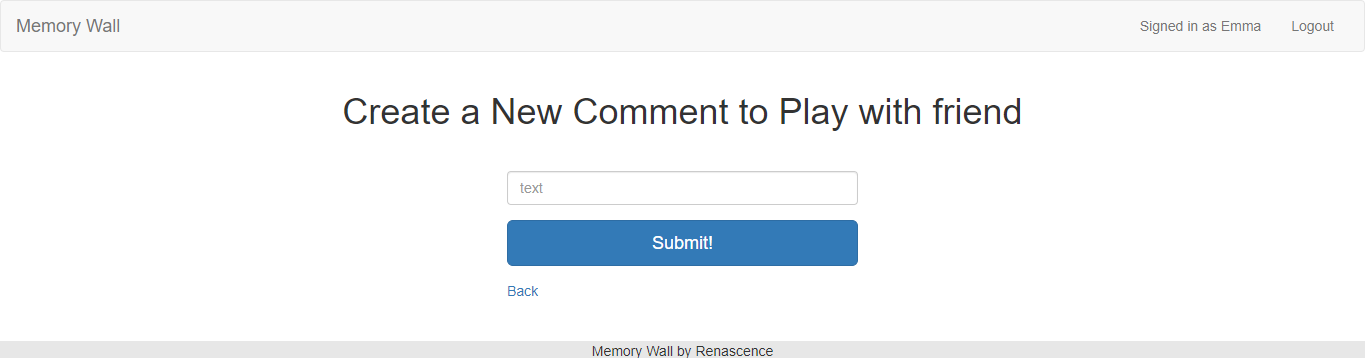 Memory Wall Signed in as Emma Logout
Create a New Comment to Play with friend
text
Submit!
Back
Memory Wall by Renascence